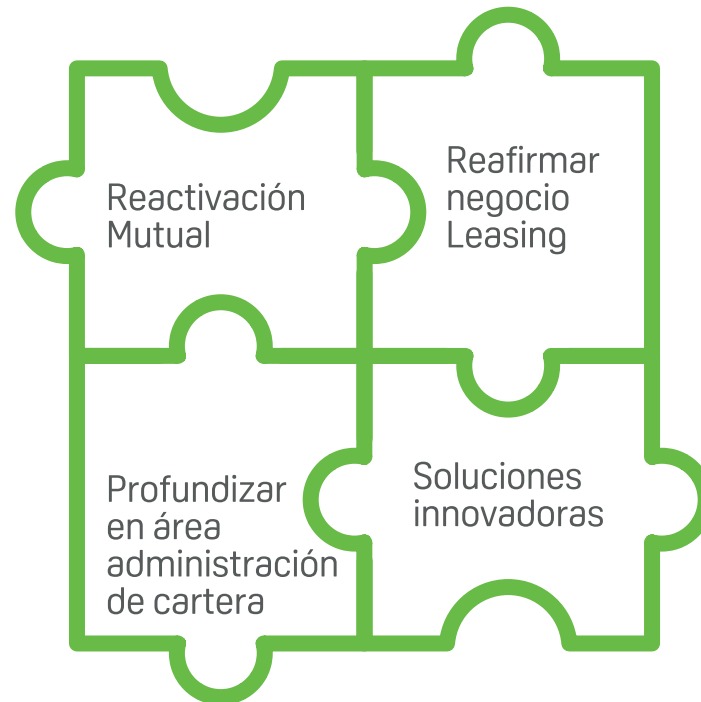 Reactivación
Mutual
Reafirmar
negocio
Leasing
Profundizar
en área
administración
de cartera
Soluciones
innovadoras